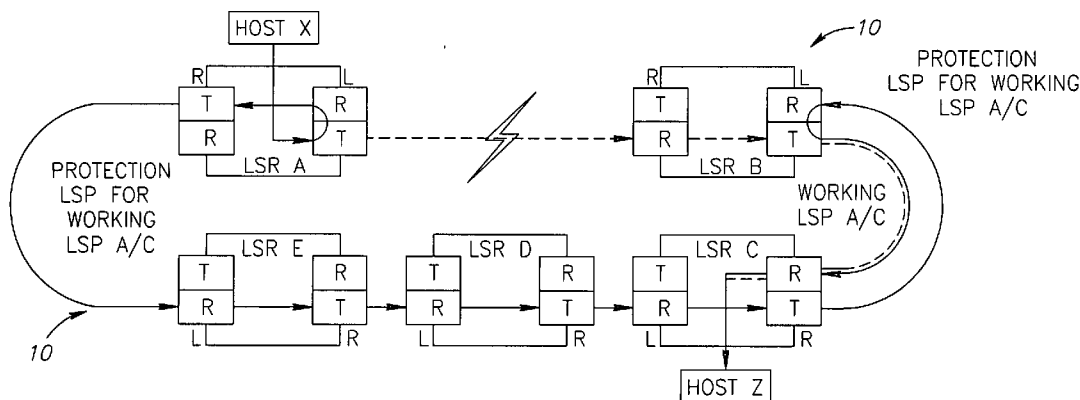 HOST X
10
R
L
R
L
T
R
T
R
PROTECTION
LSP FOR WORKING
LSP A/C
R
T
R
T
LSR A
LSR B
PROTECTION
LSP FOR
WORKING
LSP A/C
WORKING
LSP A/C
LSR E
LSR D
LSR C
T
R
T
R
T
R
R
T
R
T
R
T
10
L
R
L
R
L
R
HOST Z